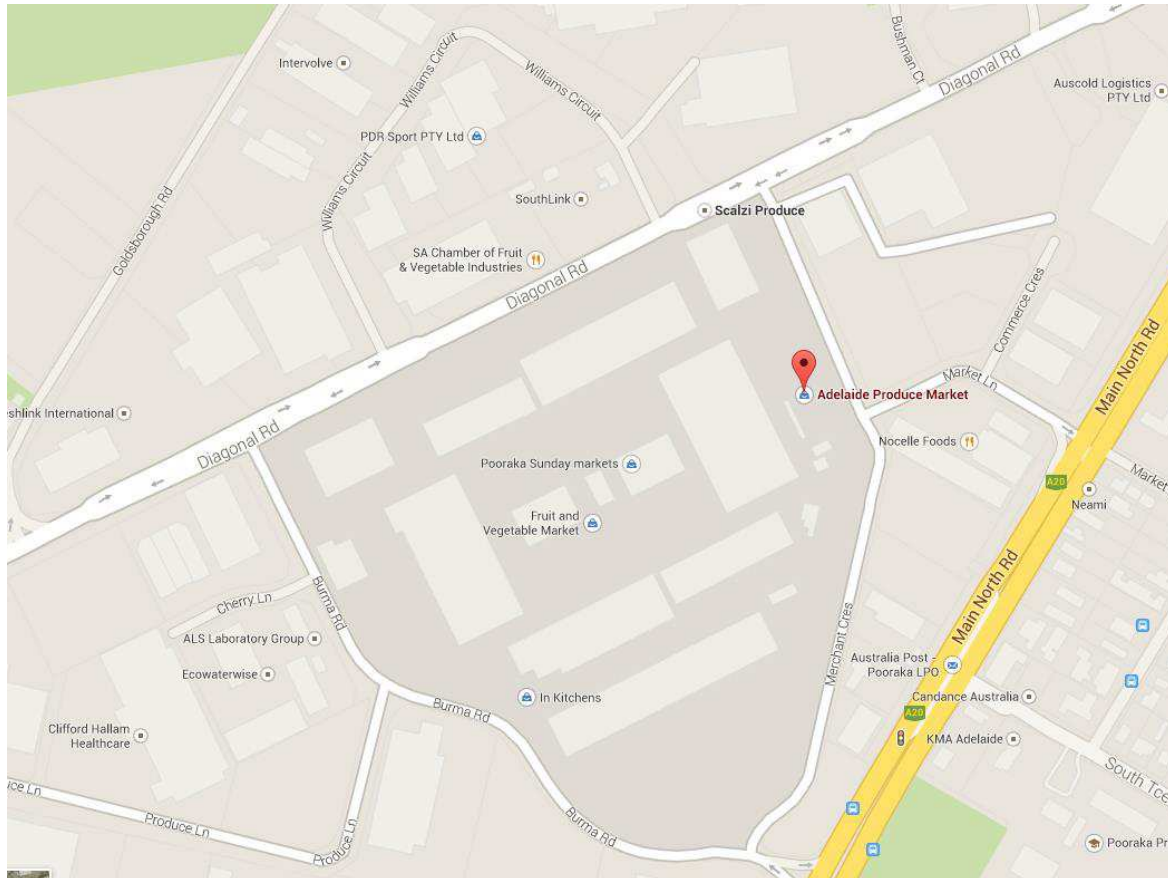 Intervolve
Williams Circuit
Williams Circuit
Bushman Ct
Diagonal Rd
Auscold Logistics
PTY Ltd
PDR Sport PTY Ltd
Williams Circuit
Goldsborough Rd
SouthLink
Scalzi Produce
SA Chamber of Fruit
& Vegetable Industries
Diagonal Rd
Commerce Cres
Main North Rd
Market Ln
Adelaide Produce Market
eshlink International
Diagonal Rd
Nocelle Foods
Pooraka Sunday markets
Market
A20
Neami
Fruit and
Vegetable Market
Cherry Ln
Burma Rd
Main North Rd
ALS Laboratory Group
Ecowaterwise
Merchant Cres
Australia Post -
Pooraka LPO
Candance Australia
In Kitchens
Burma Rd
A20
Clifford Hallam
Healthcare
KMA Adelaide
South Tce
uce Ln
Produce Ln
Produce Ln
Burma Rd
Pooraka Pr